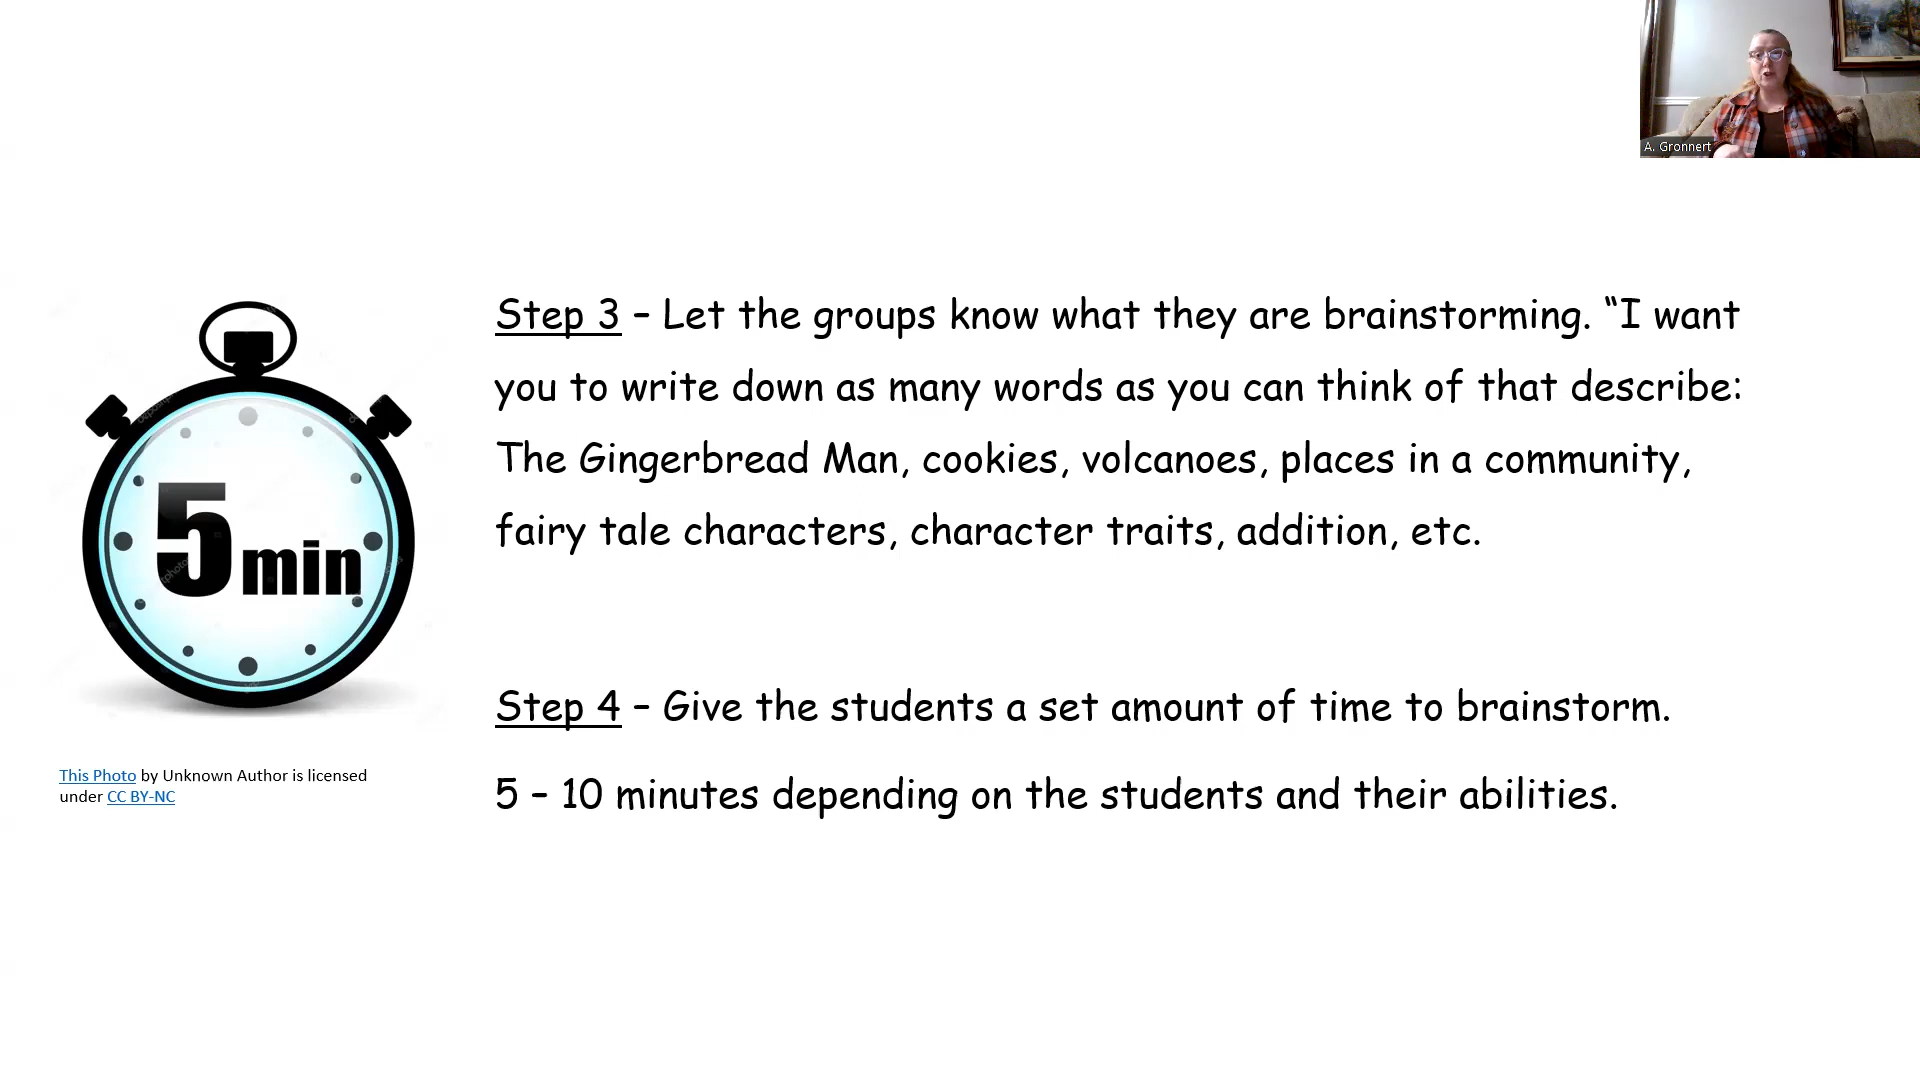 A. Gronnert
Step 3 – Let the groups know what they are brainstorming. “I want
you to write down as many words as you can think of that describe:
The Gingerbread Man, cookies, volcanoes, places in a community,
fairy tale characters, character traits, addition, etc.
5 min
Step 4 – Give the students a set amount of time to brainstorm.
5 – 10 minutes depending on the students and their abilities.
This Photo by Unknown Author is licensed
under CC BY-NC